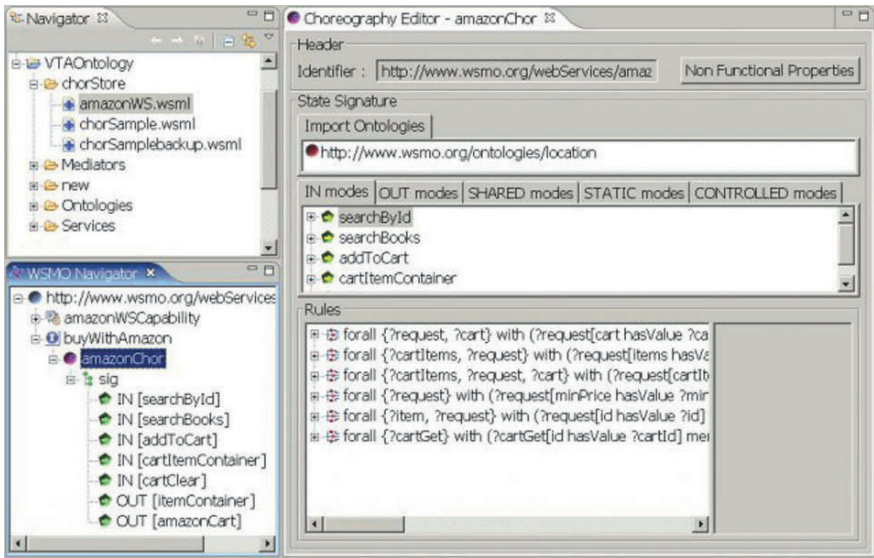 Navigator
VTAOntology
chorStore
amazonWS.wsml
chorSample.wsml
chorSamplebackup.wsml
Mediators
new
Ontologies
Services
WSMO Navigator
http://www.wsmo.org/webServices
amazonWSCapability
buyWithAmazon
amazonChor
sig
IN [searchById]
IN [searchBooks]
IN [addToCart]
IN [cartItemContainer]
IN [cartClear]
OUT [itemContainer]
OUT [amazonCart]
Choreography Editor - amazonChor
Header
Identifier : http://www.wsmo.org/webServices/amaz Non Functional Properties
State Signature
Import Ontologies
http://www.wsmo.org/ontologies/location
IN modes OUT modes SHARED modes STATIC modes CONTROLLED modes
searchById
searchBooks
addToCart
cartItemContainer
Rules
forall {?request, ?cart} with (?request[cart hasValue ?ca
forall {?cartItems, ?request} with (?request[items hasVa
forall {?cartItems, ?request, ?cart} with (?request[cartIt
forall {?request} with (?request[minPrice hasValue ?min
forall {?item, ?request} with (?request[id hasValue ?id]
forall {?cartGet} with (?cartGet[id hasValue ?cartId] mer